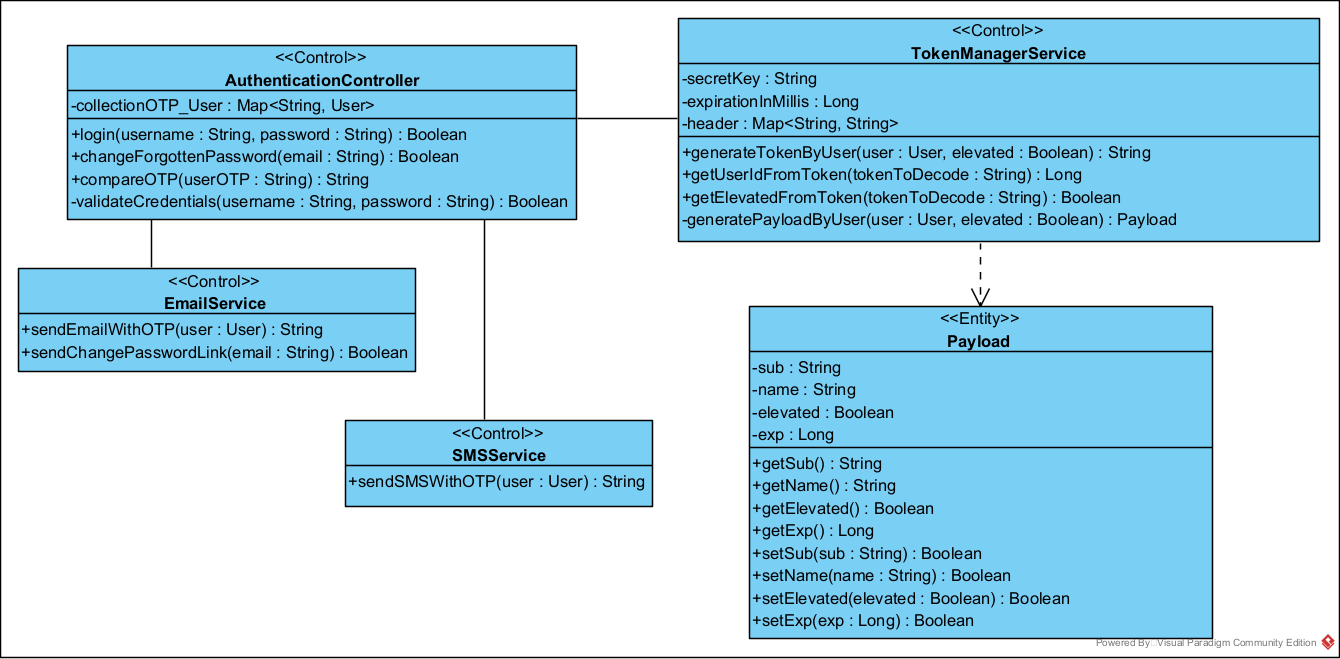 <<Control>>
AuthenticationController
-collectionOTP_User : Map<String, User>
+login(username : String, password : String) : Boolean
+changeForgottenPassword(email : String) : Boolean
+compareOTP(userOTP : String) : String
-validateCredentials(username : String, password : String) : Boolean
<<Control>>
TokenManagerService
-secretKey : String
-expirationInMillis : Long
-header : Map<String, String>
+generateTokenByUser(user : User, elevated : Boolean) : String
+getUserIdFromToken(tokenToDecode : String) : Long
+getElevatedFromToken(tokenToDecode : String) : Boolean
-generatePayloadByUser(user : User, elevated : Boolean) : Payload
<<Control>>
EmailService
+sendEmailWithOTP(user : User) : String
+sendChangePasswordLink(email : String) : Boolean
<<Control>>
SMSService
+sendSMSWithOTP(user : User) : String
<<Entity>>
Payload
-sub : String
-name : String
-elevated : Boolean
-exp : Long
+getSub() : String
+getName() : String
+getElevated() : Boolean
+getExp() : Long
+setSub(sub : String) : Boolean
+setName(name : String) : Boolean
+setElevated(elevated : Boolean) : Boolean
+setExp(exp : Long) : Boolean
Powered By Visual Paradigm Community Edition